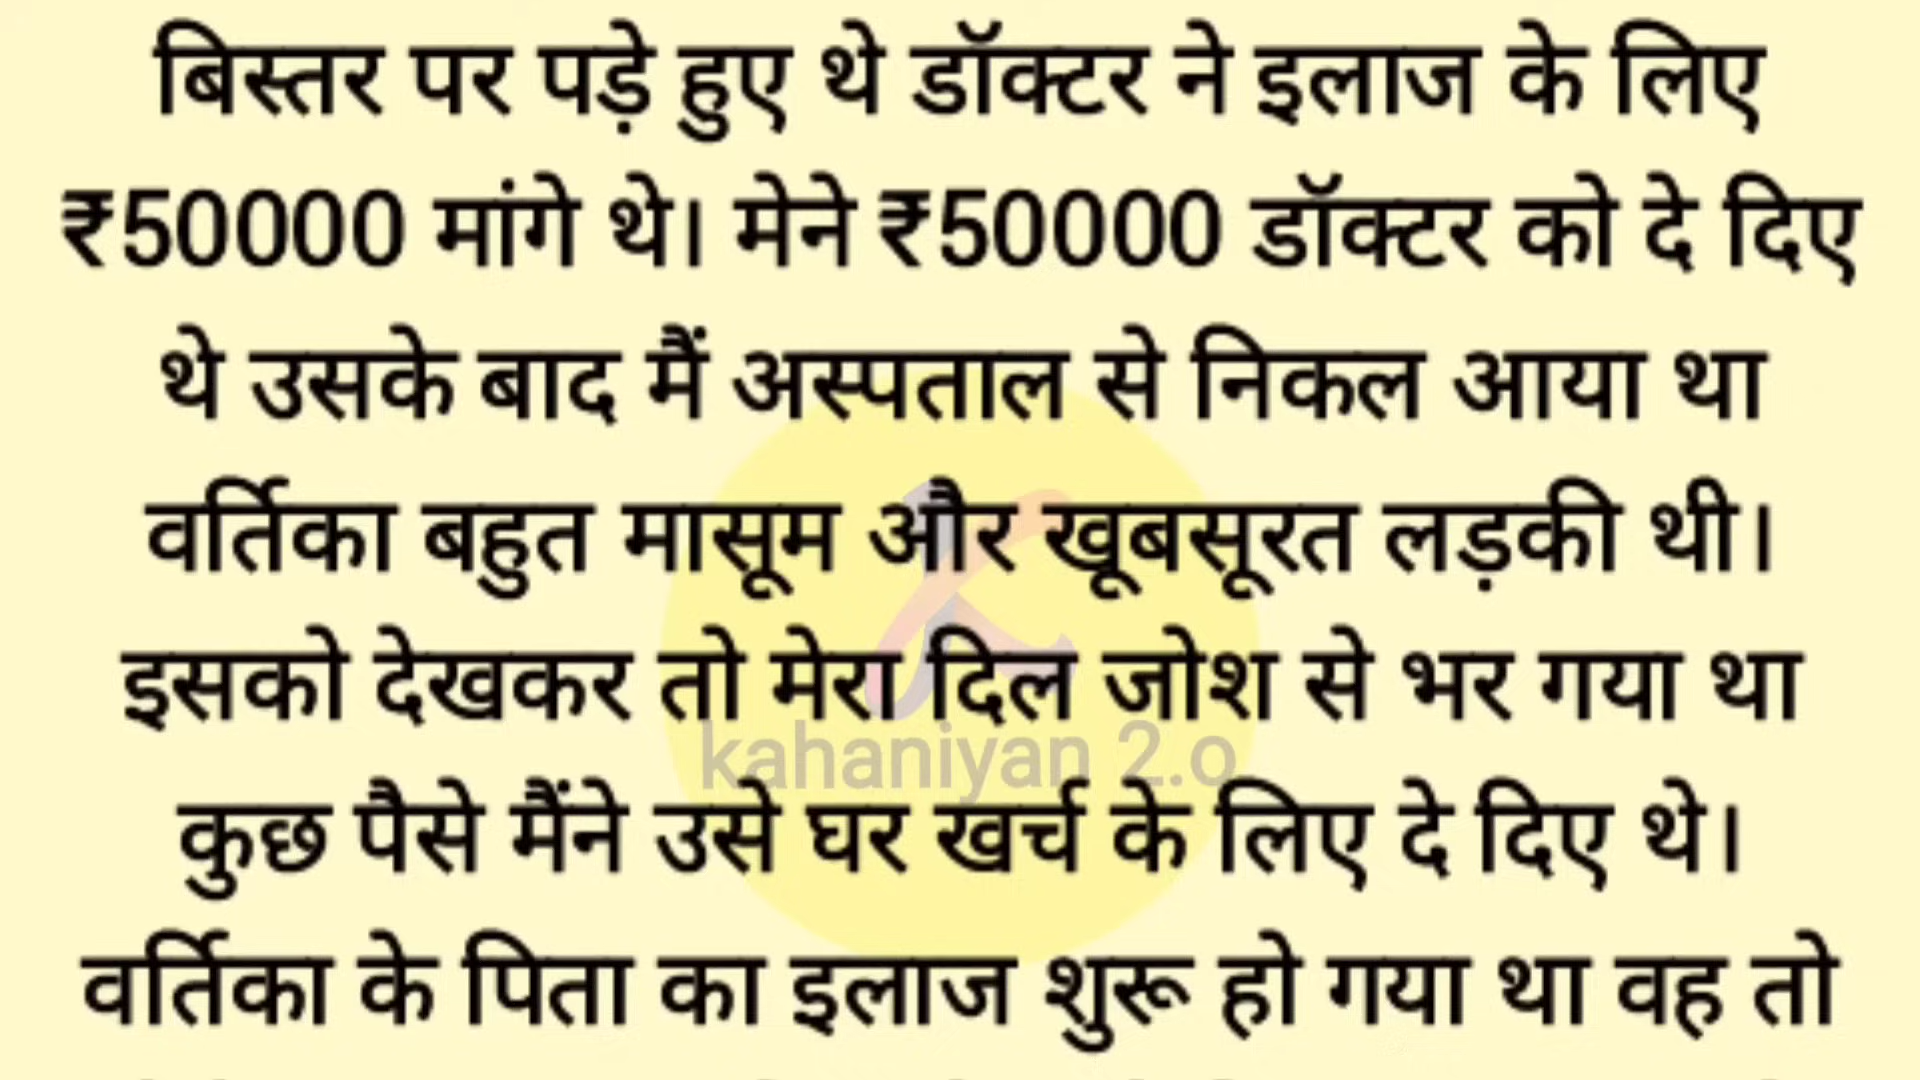 बिस्तर पर पड़े हुए थे डॉक्टर ने इलाज के लिए
₹50000 मांगे थे। मेने ₹50000 डॉक्टर को दे दिए
थे उसके बाद मैं अस्पताल से निकल आया था
वर्तिका बहुत मासूम और खूबसूरत लड़की थी।
इसको देखकर तो मेरा दिल जोश से भर गया था
kahaniyan 2.o
कुछ पैसे मैंने उसे घर खर्च के लिए दे दिए थे।
वर्तिका के पिता का इलाज शुरू हो गया था वह तो